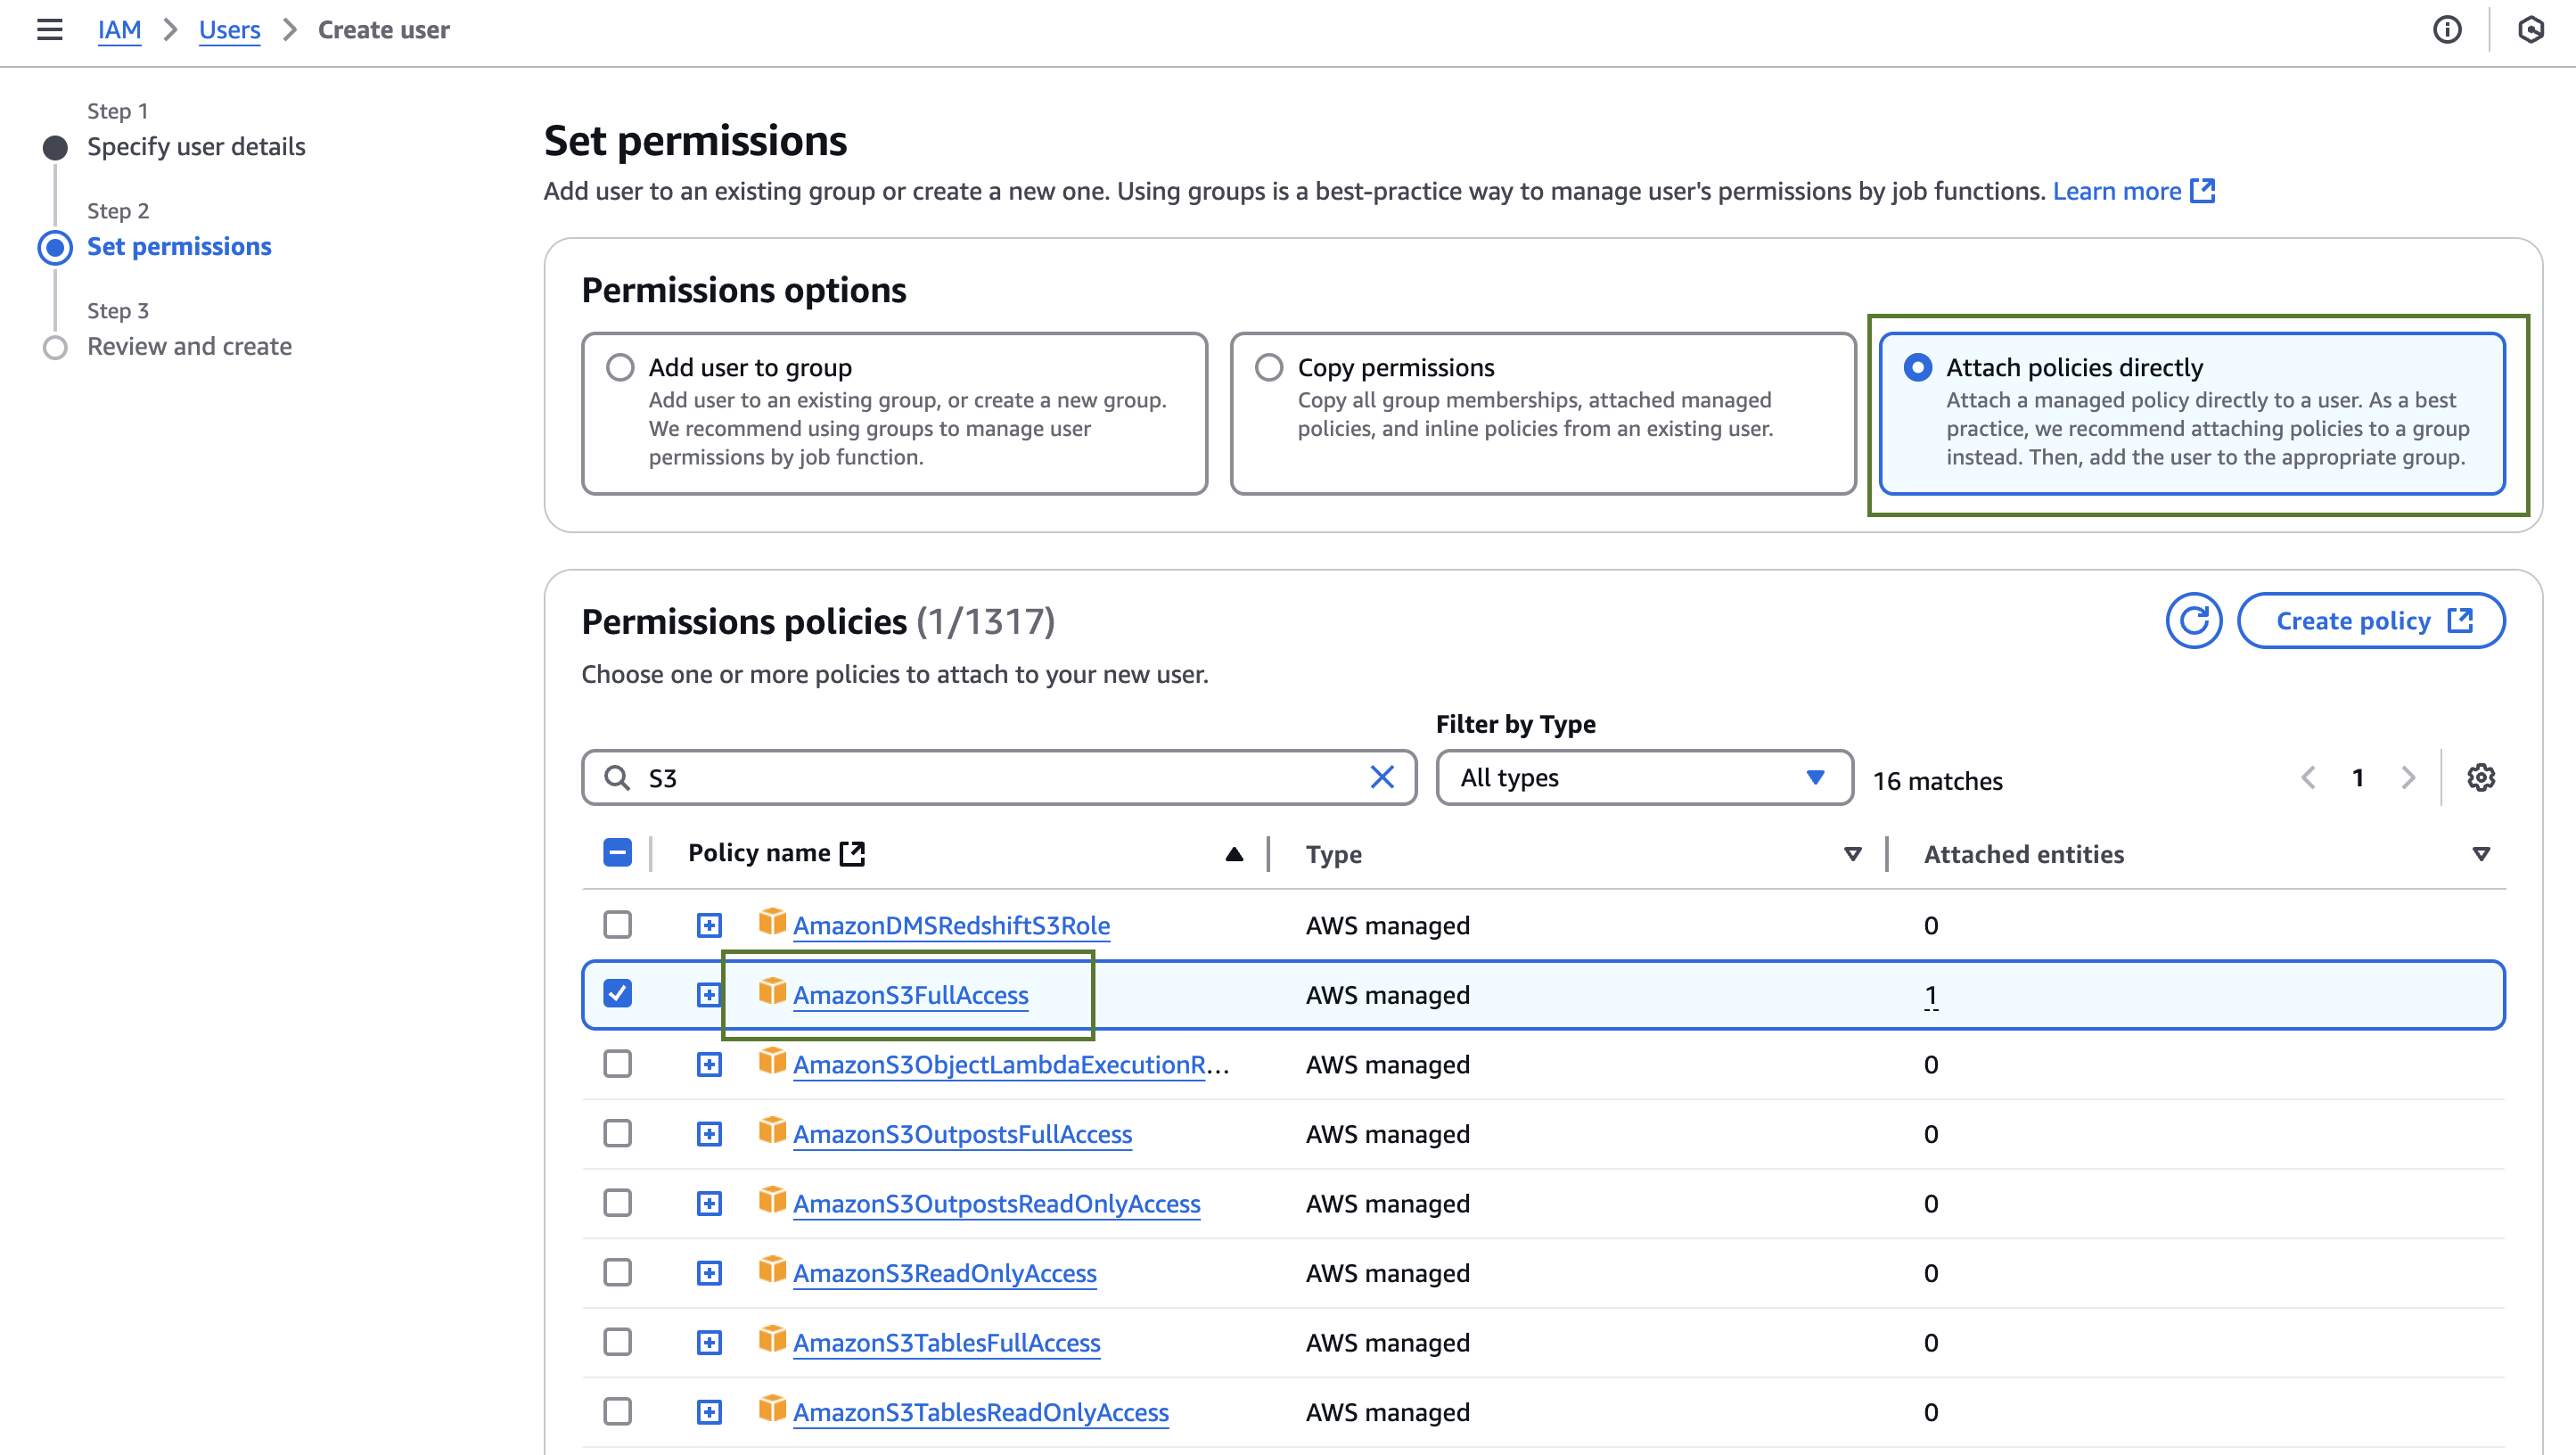 IAM > Users > Create user
Step 1
Specify user details
Step 2
Set permissions
Step 3
Review and create
Set permissions
Add user to an existing group or create a new one. Using groups is a best-practice way to manage user's permissions by job functions. Learn more
Permissions options
Add user to group
Add user to an existing group, or create a new group.
We recommend using groups to manage user
permissions by job function.
Copy permissions
Copy all group memberships, attached managed
policies, and inline policies from an existing user.
Attach policies directly
Attach a managed policy directly to a user. As a best
practice, we recommend attaching policies to a group
instead. Then, add the user to the appropriate group.
Permissions policies (1/1317)
Create policy
Choose one or more policies to attach to your new user.
Filter by Type
S3
All types
16 matches
1
Policy name Type Attached entities
AmazonDMSRedshiftS3Role AWS managed 0
AmazonS3FullAccess AWS managed 1
AmazonS3ObjectLambdaExecutionR... AWS managed 0
AmazonS3OutpostsFullAccess AWS managed 0
AmazonS3OutpostsReadOnlyAccess AWS managed 0
AmazonS3ReadOnlyAccess AWS managed 0
AmazonS3TablesFullAccess AWS managed 0
AmazonS3TablesReadOnlyAccess AWS managed 0